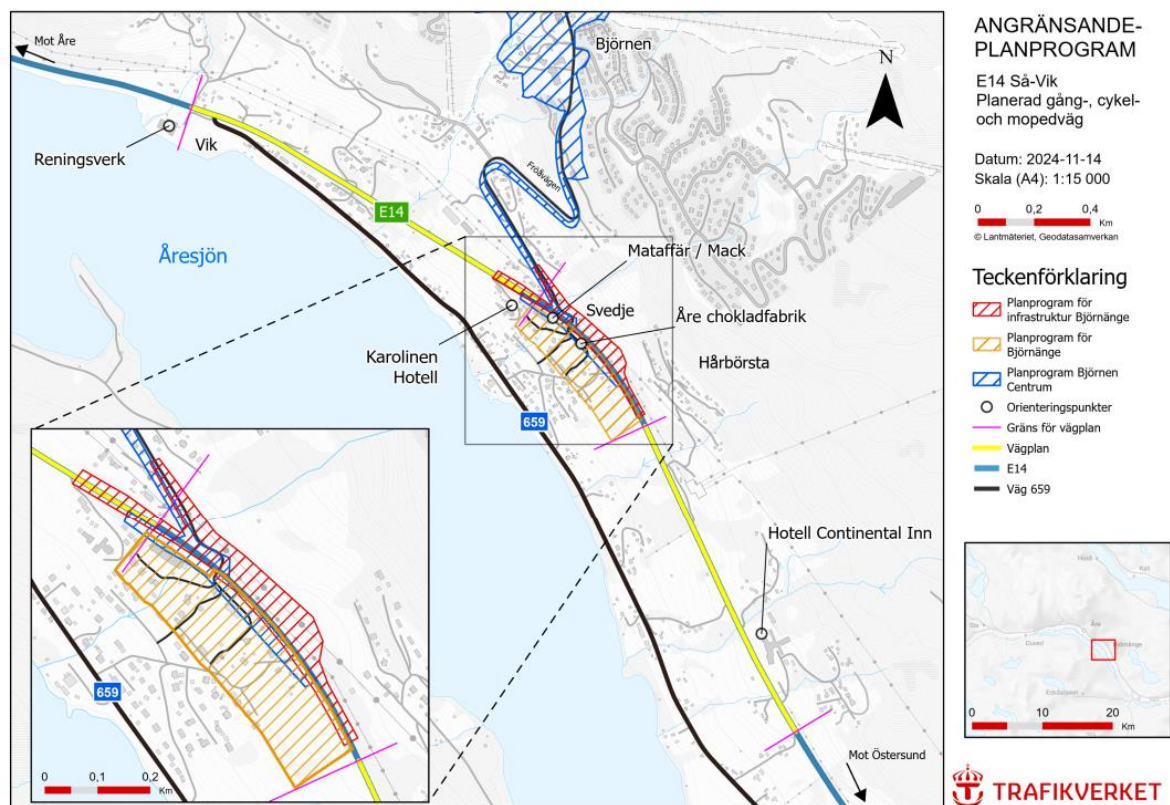 Mot Åre
Björnen
N
Reningsverk
Vik
Fröåvägen
E14
Åresjön
Mataffär / Mack
Svedje
Åre chokladfabrik
Karolinen
Hotell
Hårbörsta
659
Hotell Continental Inn
Mot Östersund
659
0 0,1 0,2
Km
ANGRÄNSANDE-
PLANPROGRAM
E14 Så-Vik
Planerad gång-, cykel-
och mopedväg
Datum: 2024-11-14
Skala (A4): 1:15 000
0 0,2 0,4
Km
© Lantmäteriet, Geodatasamverkan
Teckenförklaring
Planprogram för
infrastruktur Björnänge
Planprogram för
Björnänge
Planprogram Björnen
Centrum
Orienteringspunkter
Gräns för vägplan
Vägplan
E14
Väg 659
Kall
Åre
Duved
0 10 20
Km
TRAFIKVERKET